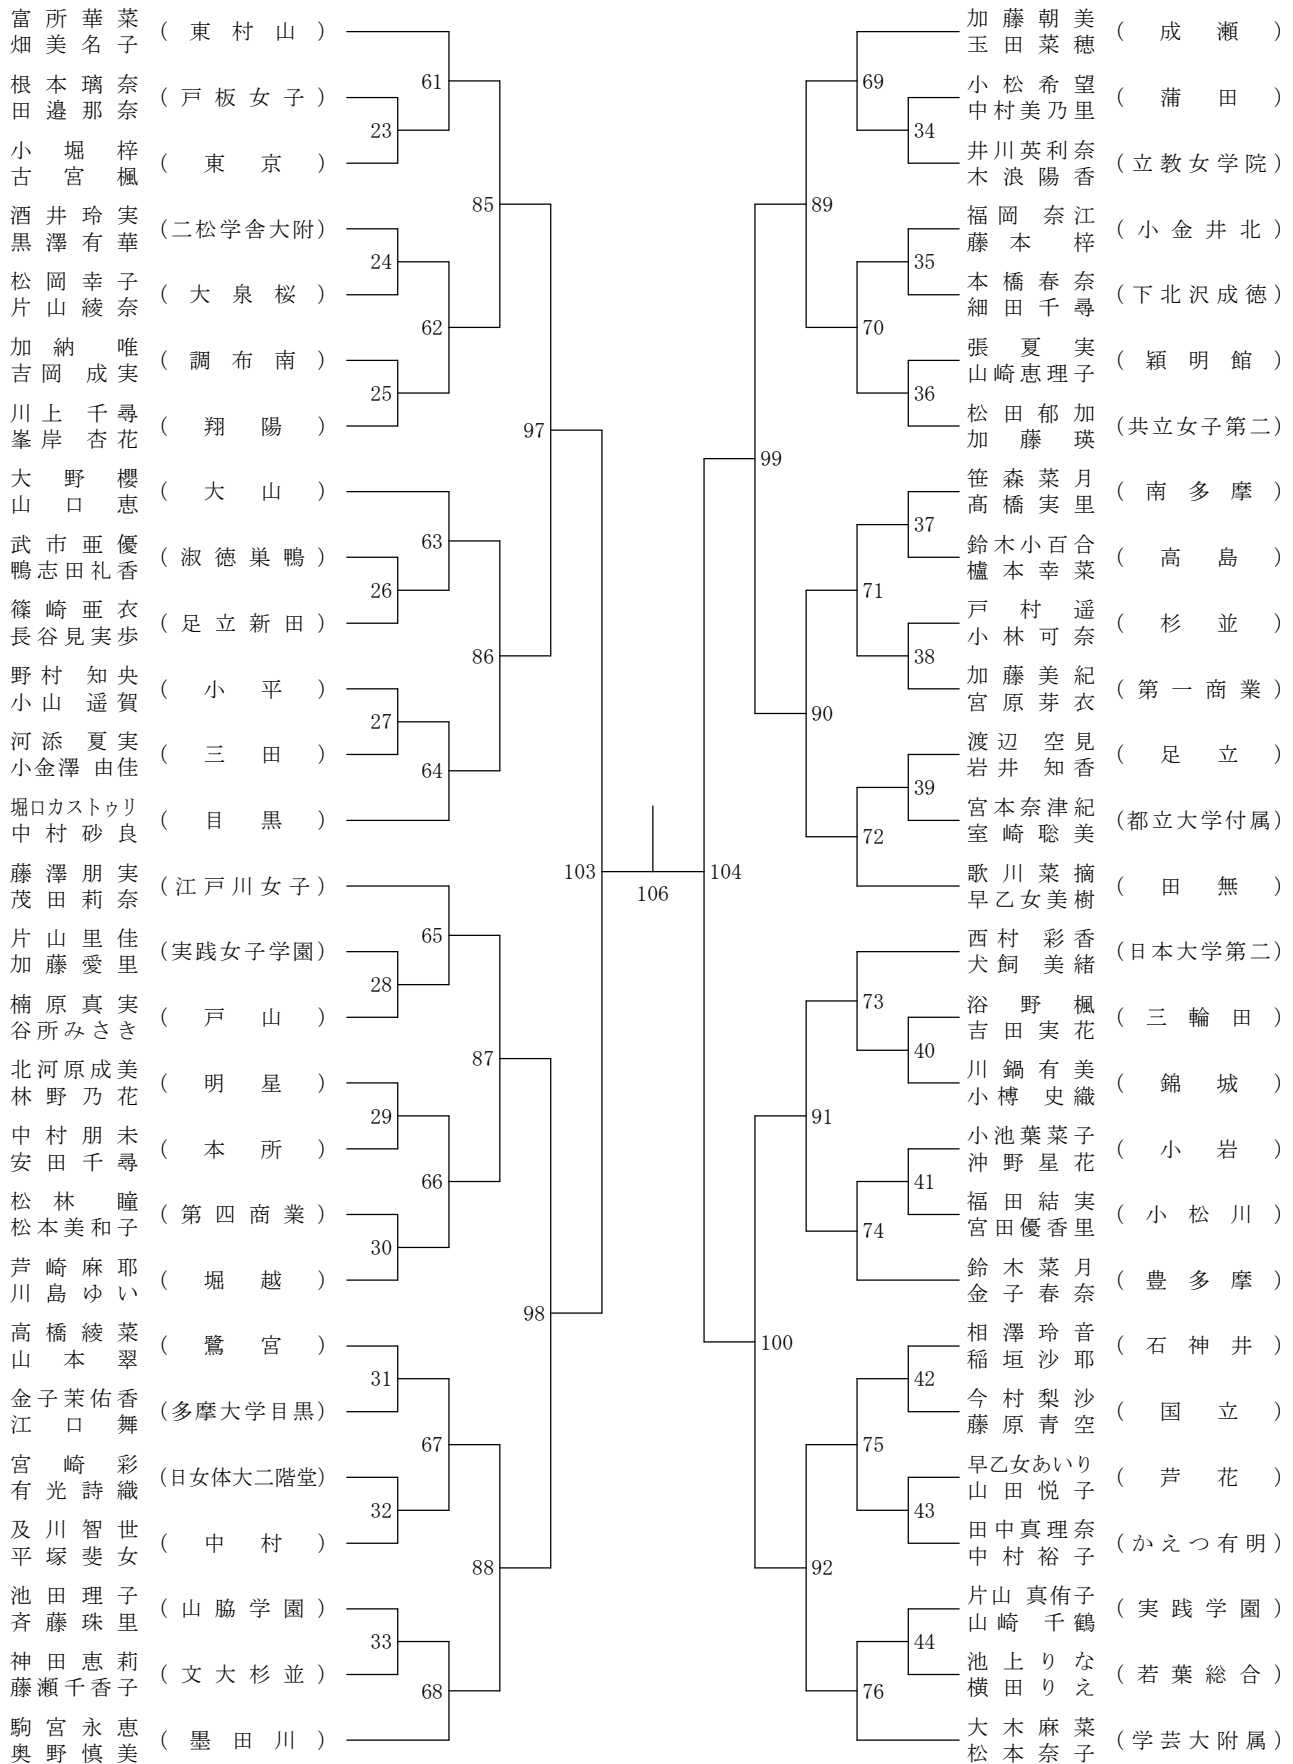 富所華菜
畑美名子
(東村山)
根本璃奈
田邉那奈
(戸板女子)
小堀梓
古宮楓
(東京)
酒井玲実
黒澤有華
(二松学舎大附)
松岡幸子
片山綾奈
(大泉桜)
加納唯
吉岡成実
(調布南)
川上千尋
峯岸杏花
(翔陽)
大野櫻
山口恵
(大山)
武市亜優
鴨志田礼香
(淑徳巣鴨)
篠崎亜衣
長谷見実歩
(足立新田)
野村知央
小山遥賀
(小平)
河添夏実
小金澤由佳
(三田)
堀口カストゥリ
中村砂良
(目黒)
藤澤朋実
茂田莉奈
(江戸川女子)
片山里佳
加藤愛里
(実践女子学園)
楠原真実
谷所みさき
(戸山)
北河原成美
林野乃花
(明星)
中村朋未
安田千尋
(本所)
松林瞳
松本美和子
(第四商業)
芦崎麻耶
川島ゆい
(堀越)
高橋綾菜
山本翠
(鷺宮)
金子茉佑香
江口舞
(多摩大学目黒)
宮崎彩
有光詩織
(日女体大二階堂)
及川智世
平塚斐女
(中村)
池田理子
斉藤珠里
(山脇学園)
神田恵莉
藤瀬千香子
(文大杉並)
駒宮永恵
奥野慎美
(墨田川)
61
23
85
24
62
25
97
63
26
86
27
64
103
65
28
87
29
66
30
98
31
67
32
88
33
68
106
104
69
34
89
35
70
36
99
37
71
38
90
39
72
73
40
91
41
74
100
42
75
43
92
44
76
加藤朝美
玉田菜穂
(成瀬)
小松希望
中村美乃里
(蒲田)
井川英利奈
木浪陽香
(立教女学院)
福岡奈江
藤本梓
(小金井北)
本橋春奈
細田千尋
(下北沢成徳)
張夏実
山崎恵理子
(穎明館)
松田郁加
加藤瑛
(共立女子第二)
笹森菜月
髙橋実里
(南多摩)
鈴木小百合
櫨本幸菜
(高島)
戸村遥
小林可奈
(杉並)
加藤美紀
宮原芽衣
(第一商業)
渡辺空見
岩井知香
(足立)
宮本奈津紀
室崎聡美
(都立大学付属)
歌川菜摘
早乙女美樹
(田無)
西村彩香
犬飼美緒
(日本大学第二)
浴野楓
吉田実花
(三輪田)
川鍋有美
小榑史織
(錦城)
小池葉菜子
沖野星花
(小岩)
福田結実
宮田優香里
(小松川)
鈴木菜月
金子春奈
(豊多摩)
相澤玲音
稲垣沙耶
(石神井)
今村梨沙
藤原青空
(国立)
早乙女あいり
山田悦子
(芦花)
田中真理奈
中村裕子
(かえつ有明)
片山真侑子
山崎千鶴
(実践学園)
池上りな
横田りえ
(若葉総合)
大木麻菜
松本奈子
(学芸大附属)